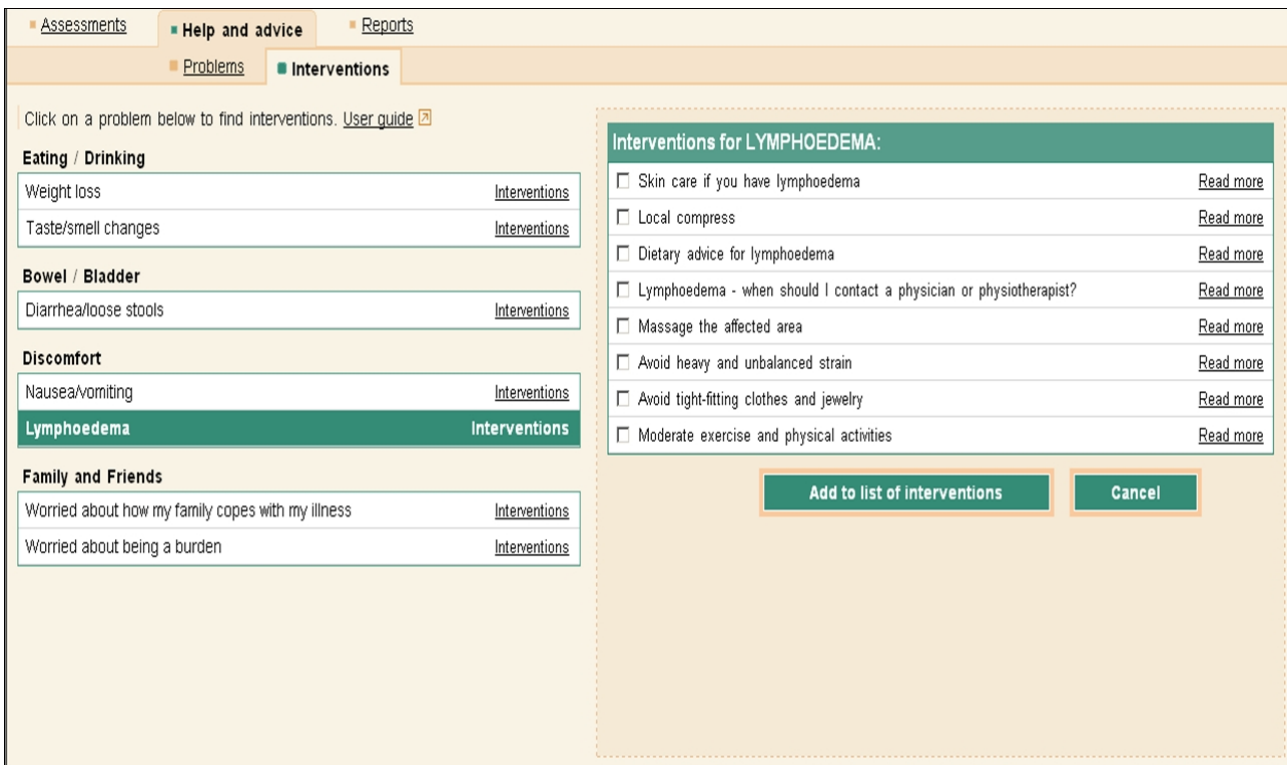 Assessments Help and advice Reports
Problems Interventions
Click on a problem below to find interventions. User guide
Eating / Drinking
Weight loss Interventions
Taste/smell changes Interventions
Bowel / Bladder
Diarrhea/loose stools Interventions
Discomfort
Nausea/vomiting Interventions
Lymphoedema Interventions
Family and Friends
Worried about how my family copes with my illness Interventions
Worried about being a burden Interventions
Interventions for LYMPHOEDEMA:
Skin care if you have lymphoedema Read more
Local compress Read more
Dietary advice for lymphoedema Read more
Lymphoedema - when should I contact a physician or physiotherapist? Read more
Massage the affected area Read more
Avoid heavy and unbalanced strain Read more
Avoid tight-fitting clothes and jewelry Read more
Moderate exercise and physical activities Read more
Add to list of interventions Cancel